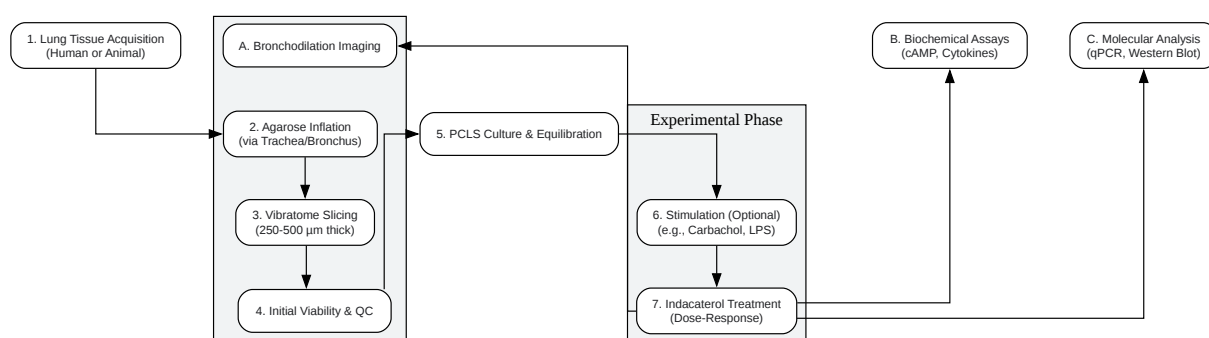 1. Lung Tissue Acquisition
(Human or Animal)
A. Bronchodilation Imaging
B. Biochemical Assays
(cAMP, Cytokines)
C. Molecular Analysis
(qPCR, Western Blot)
2. Agarose Inflation
(via Trachea/Bronchus)
5. PCLS Culture & Equilibration
Experimental Phase
3. Vibratome Slicing
(250-500 µm thick)
6. Stimulation (Optional)
(e.g., Carbachol, LPS)
4. Initial Viability & QC
7. Indacaterol Treatment
(Dose-Response)